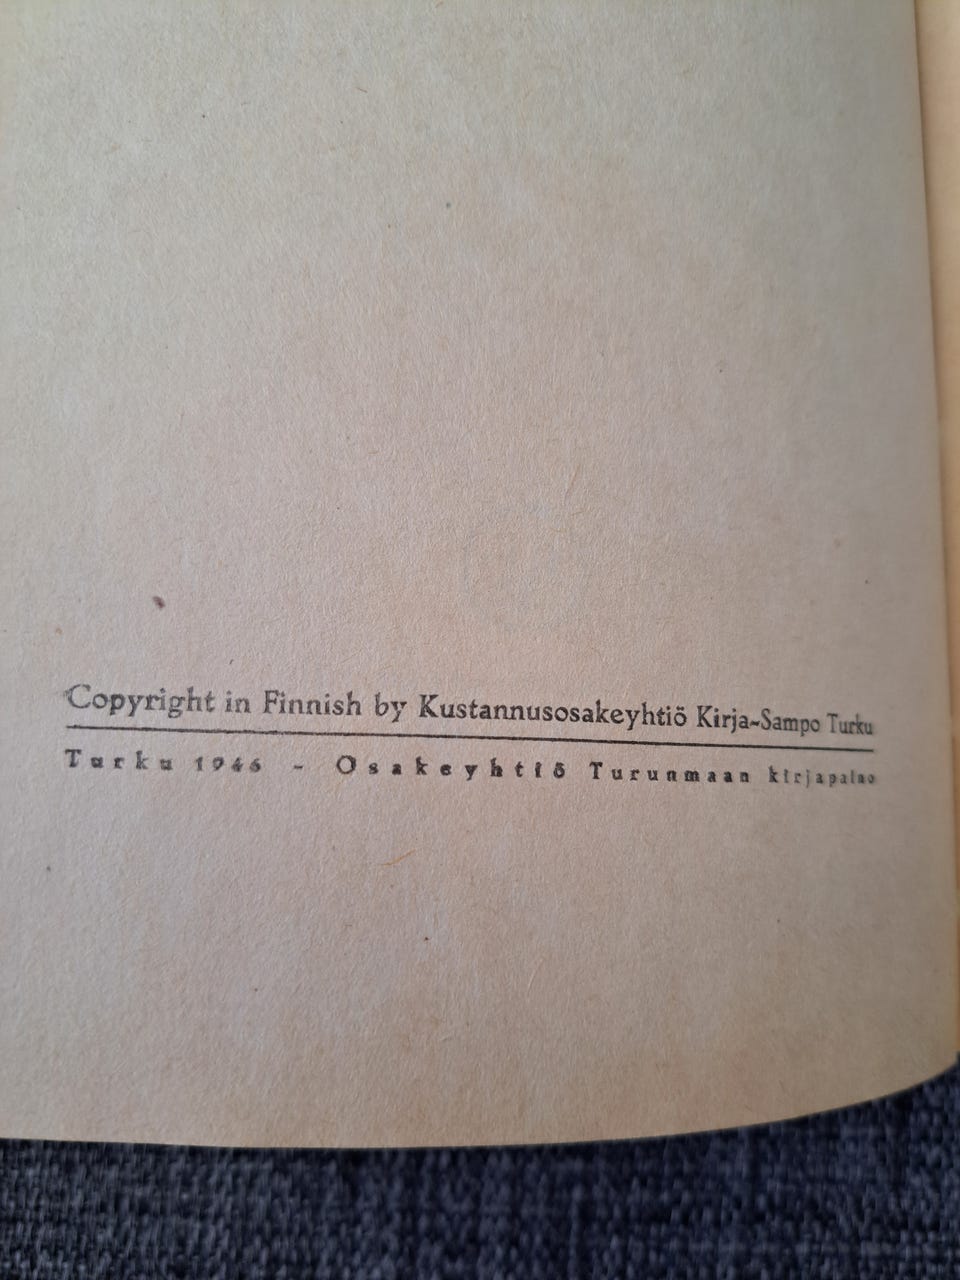 Copyright in Finnish by Kustannusosakeyhtiö Kirja-Sampo Turku
Turku 1946 - Osakeyhtiö Turunmaan kirjapaino